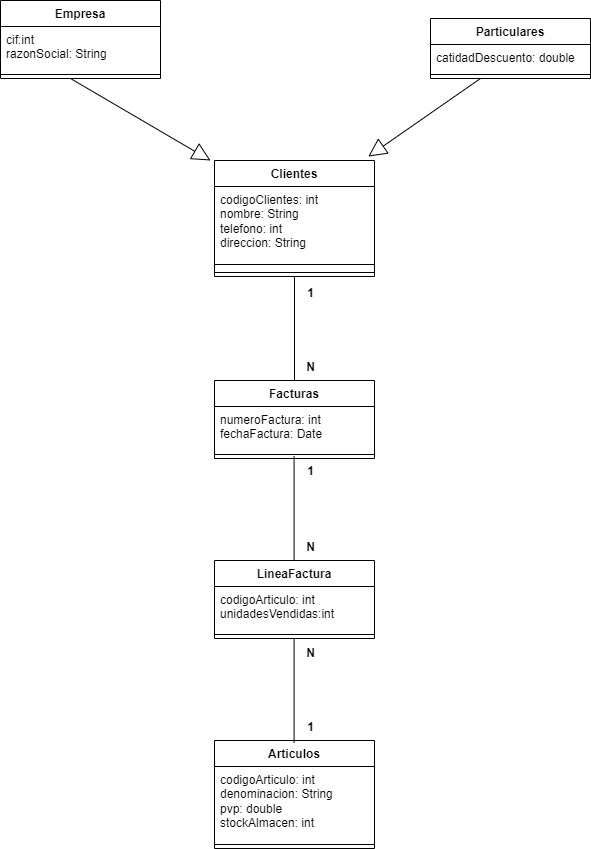 Empresa
cif:int
razonSocial: String
Particulares
catidadDescuento: double
Clientes
codigoClientes: int
nombre: String
telefono: int
direccion: String
1
N
Facturas
numeroFactura: int
fechaFactura: Date
1
N
LineaFactura
codigoArticulo: int
unidadesVendidas:int
N
1
Articulos
codigoArticulo: int
denominacion: String
pvp: double
stockAlmacen: int